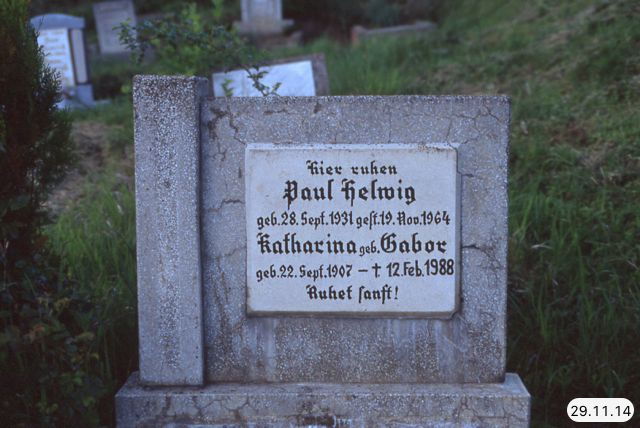 Hier ruhen
Paul Helwig
geb. 28. Sept. 1931 gest. 19. Nov. 1964
Katharina geb. Gabor
geb. 22. Sept. 1907 – † 12. Feb. 1988
Ruhet sanft!
29.11.14